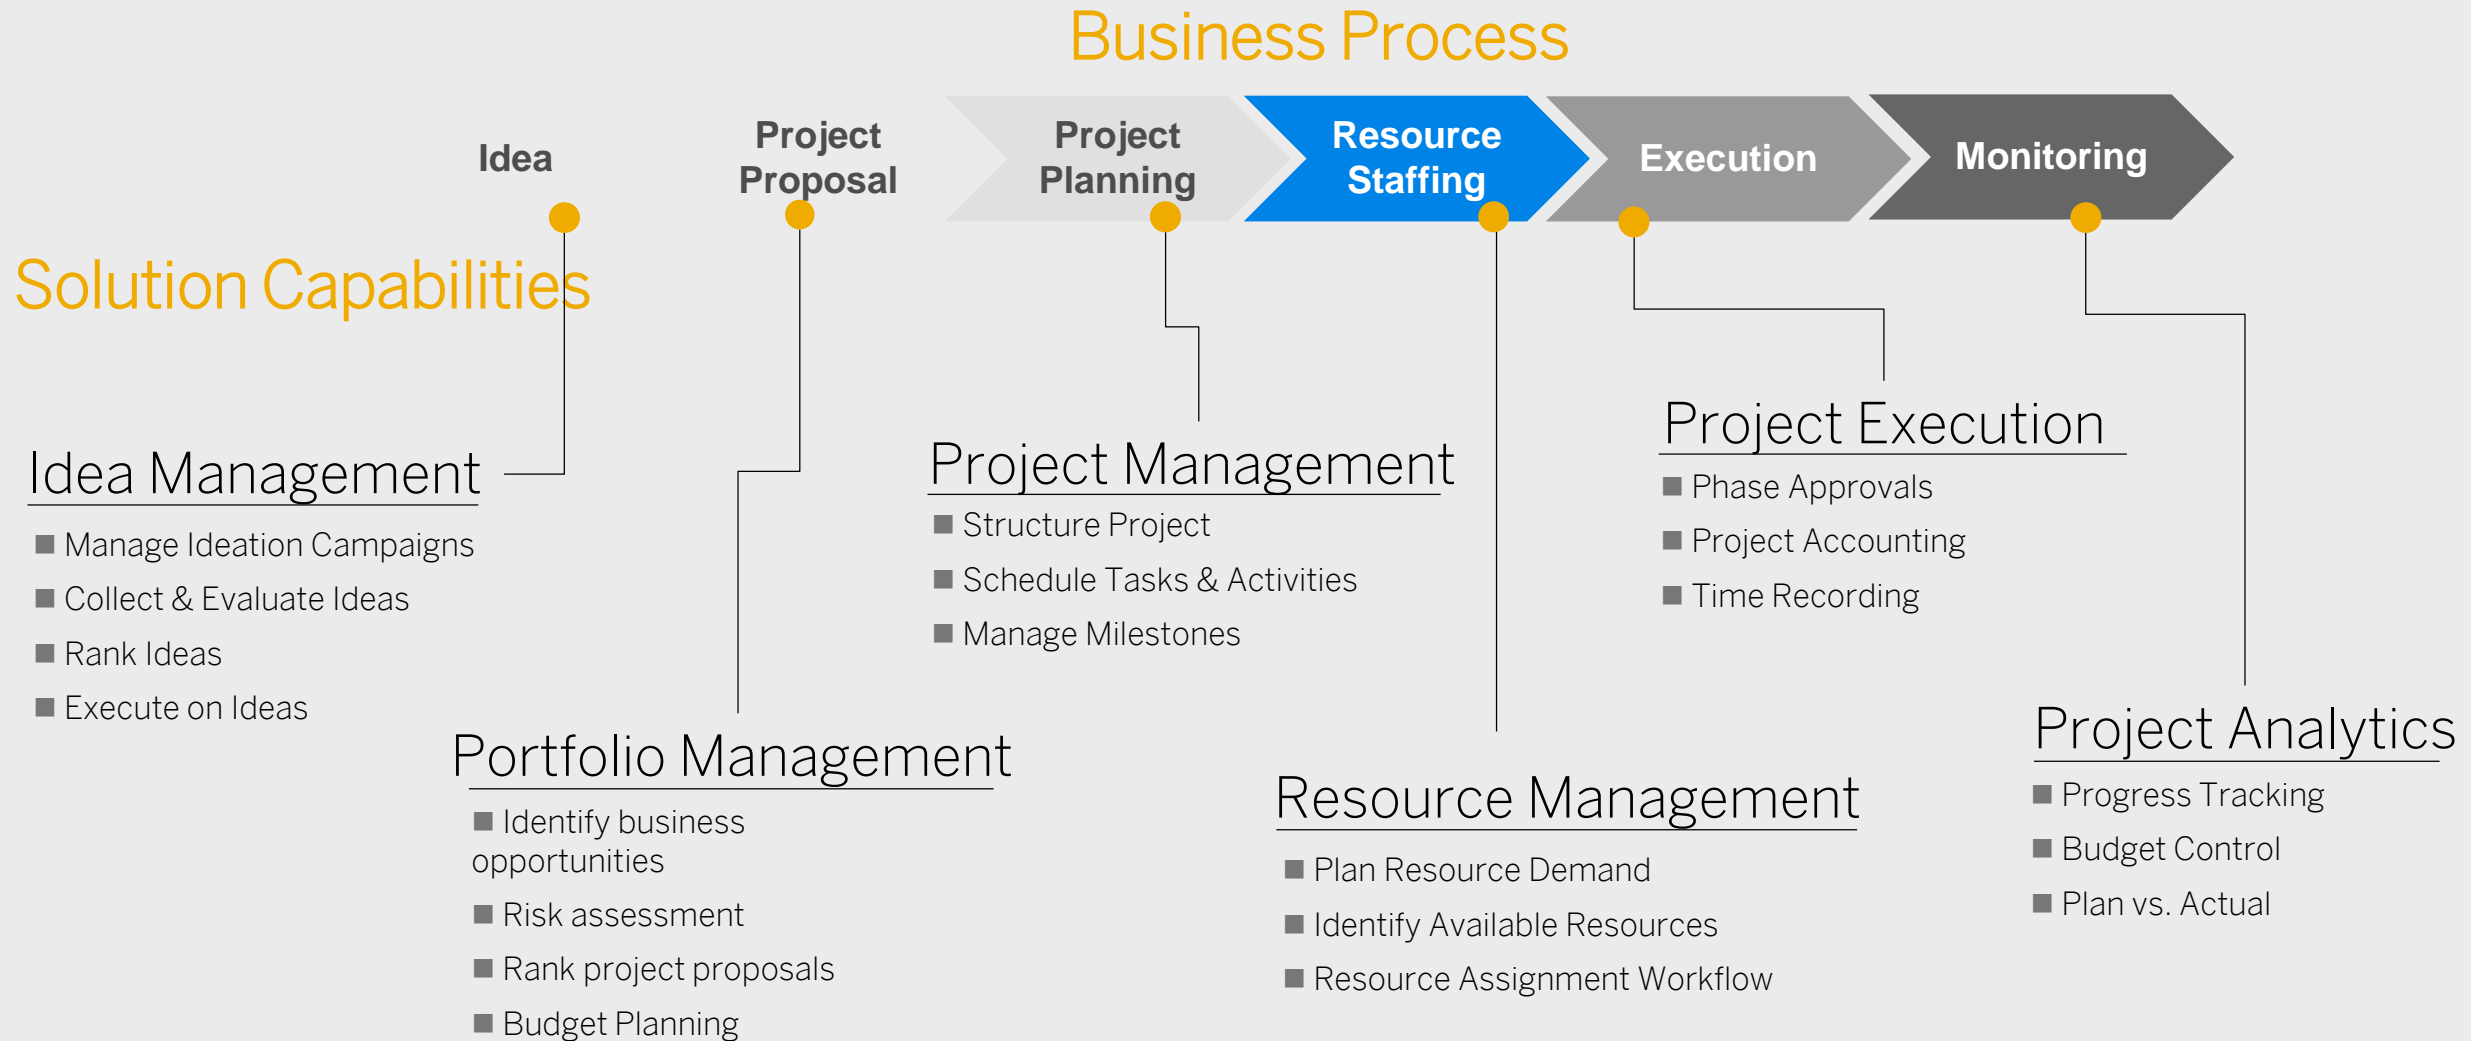 Business Process
Idea
Project
Proposal
Project
Planning
Resource
Staffing
Execution
Monitoring
Solution Capabilities
Idea Management
■ Manage Ideation Campaigns
■ Collect & Evaluate Ideas
■ Rank Ideas
■ Execute on Ideas
Portfolio Management
■ Identify business
opportunities
■ Risk assessment
■ Rank project proposals
■ Budget Planning
Project Management
■ Structure Project
■ Schedule Tasks & Activities
■ Manage Milestones
Resource Management
■ Plan Resource Demand
■ Identify Available Resources
■ Resource Assignment Workflow
Project Execution
■ Phase Approvals
■ Project Accounting
■ Time Recording
Project Analytics
■ Progress Tracking
■ Budget Control
■ Plan vs. Actual